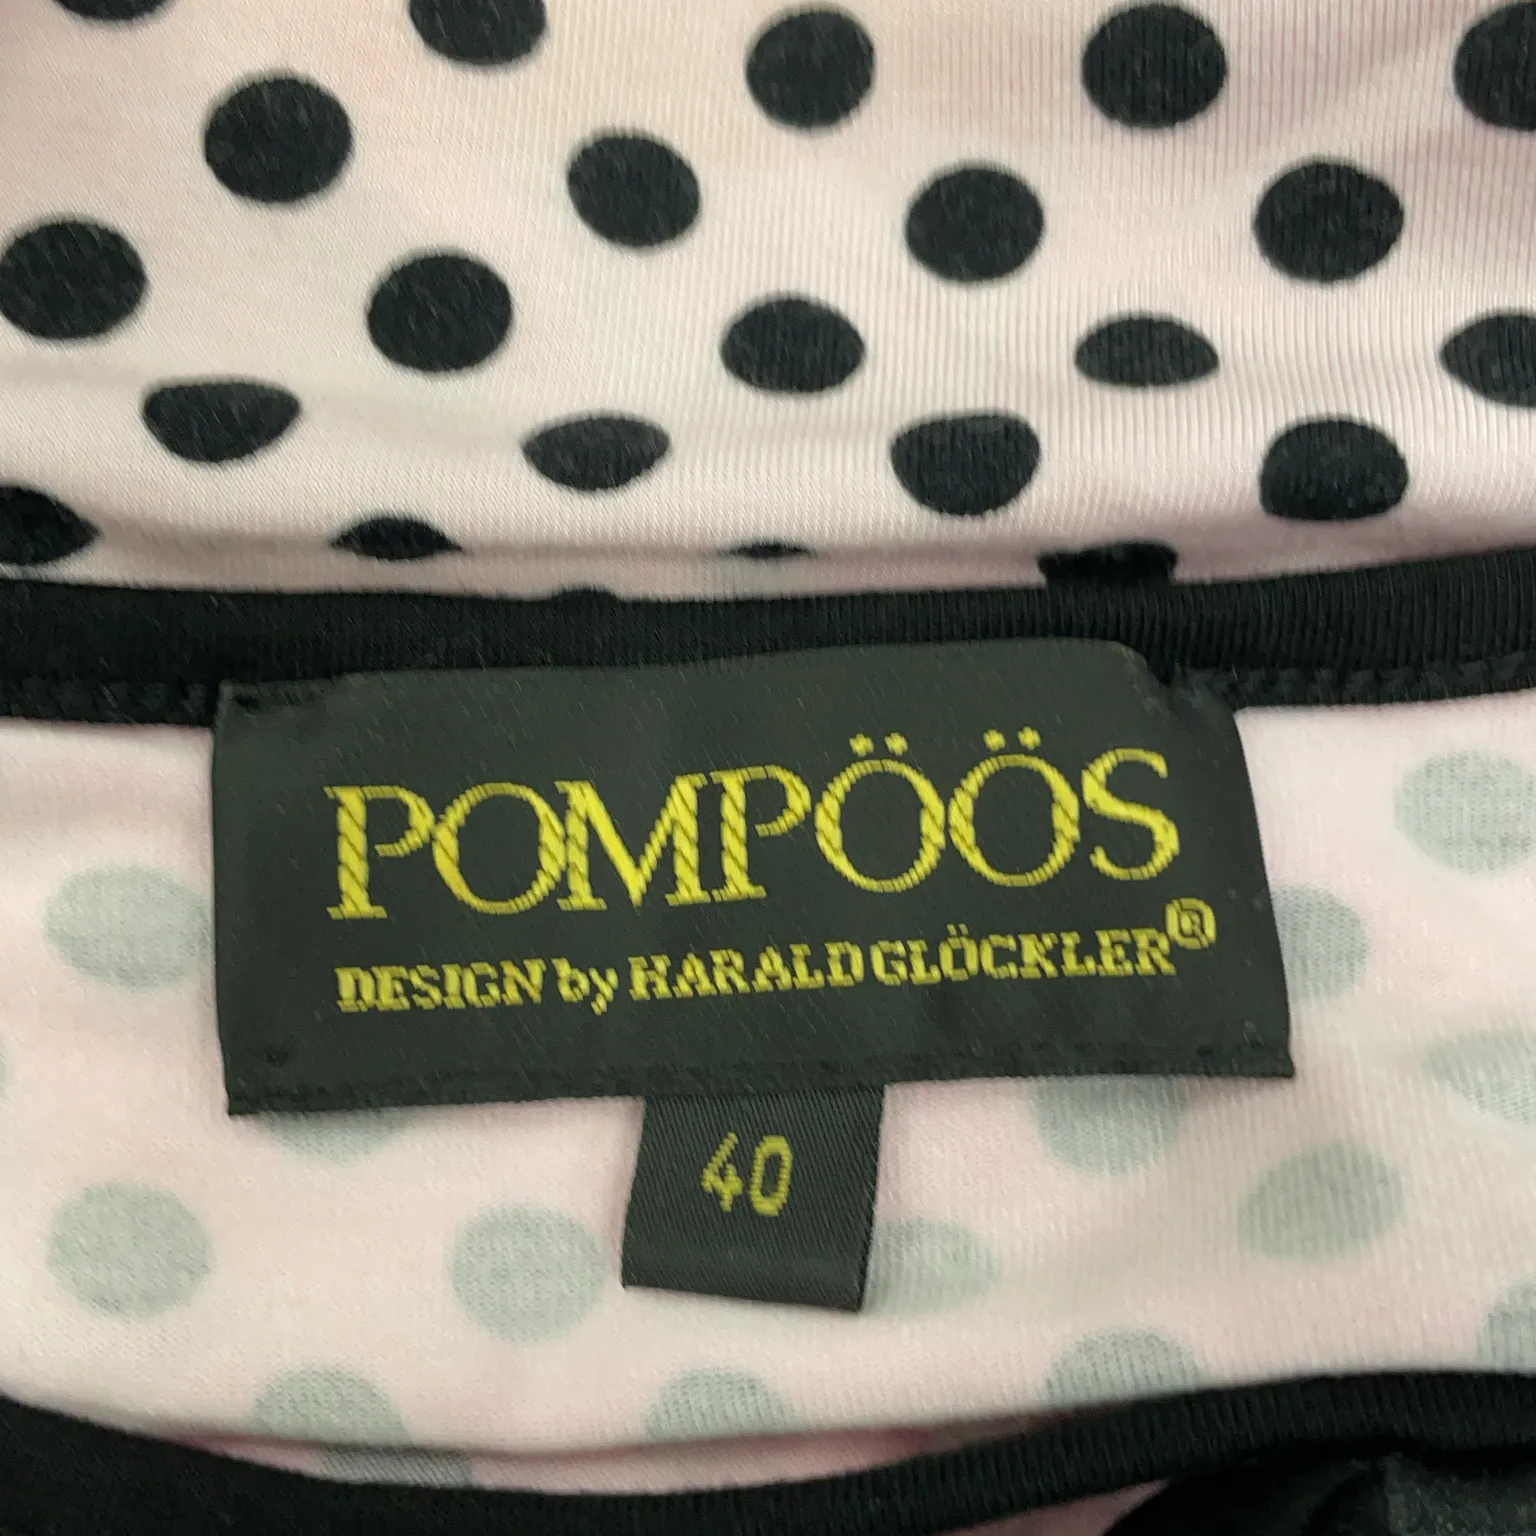 POMPÖÖS
DESIGN by HARALD GLÖCKLER®
40